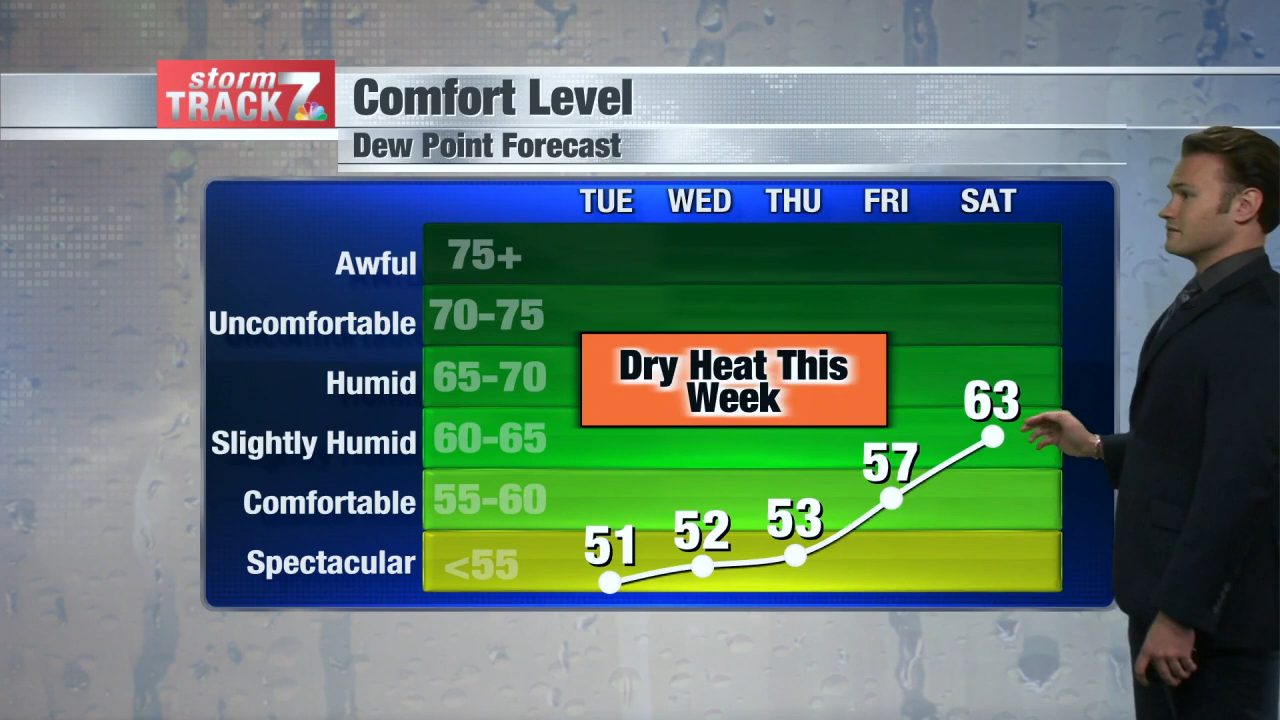 storm
TRACK 7
Comfort Level
Dew Point Forecast
TUE WED THU FRI SAT
Awful 75+
Uncomfortable 70-75
Humid 65-70
Slightly Humid 60-65
Comfortable 55-60
Spectacular <55
Dry Heat This
Week
51 52 53 57 63